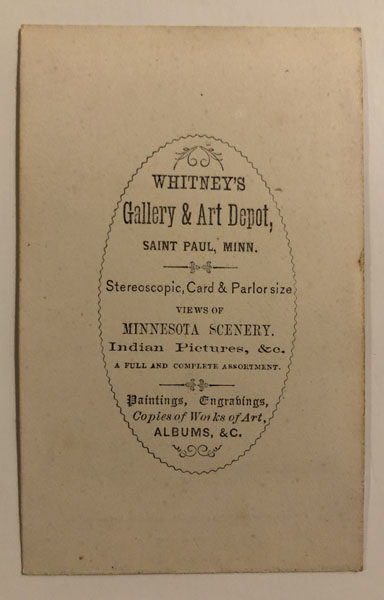 WHITNEY'S
Gallery & Art Depot,
SAINT PAUL, MINN.
Stereoscopic, Card & Parlor size
VIEWS OF
MINNESOTA SCENERY.
Indian Pictures, &c.
A FULL AND COMPLETE ASSORTMENT.
Paintings, Engravings,
Copies of Works of Art,
ALBUMS, &C.